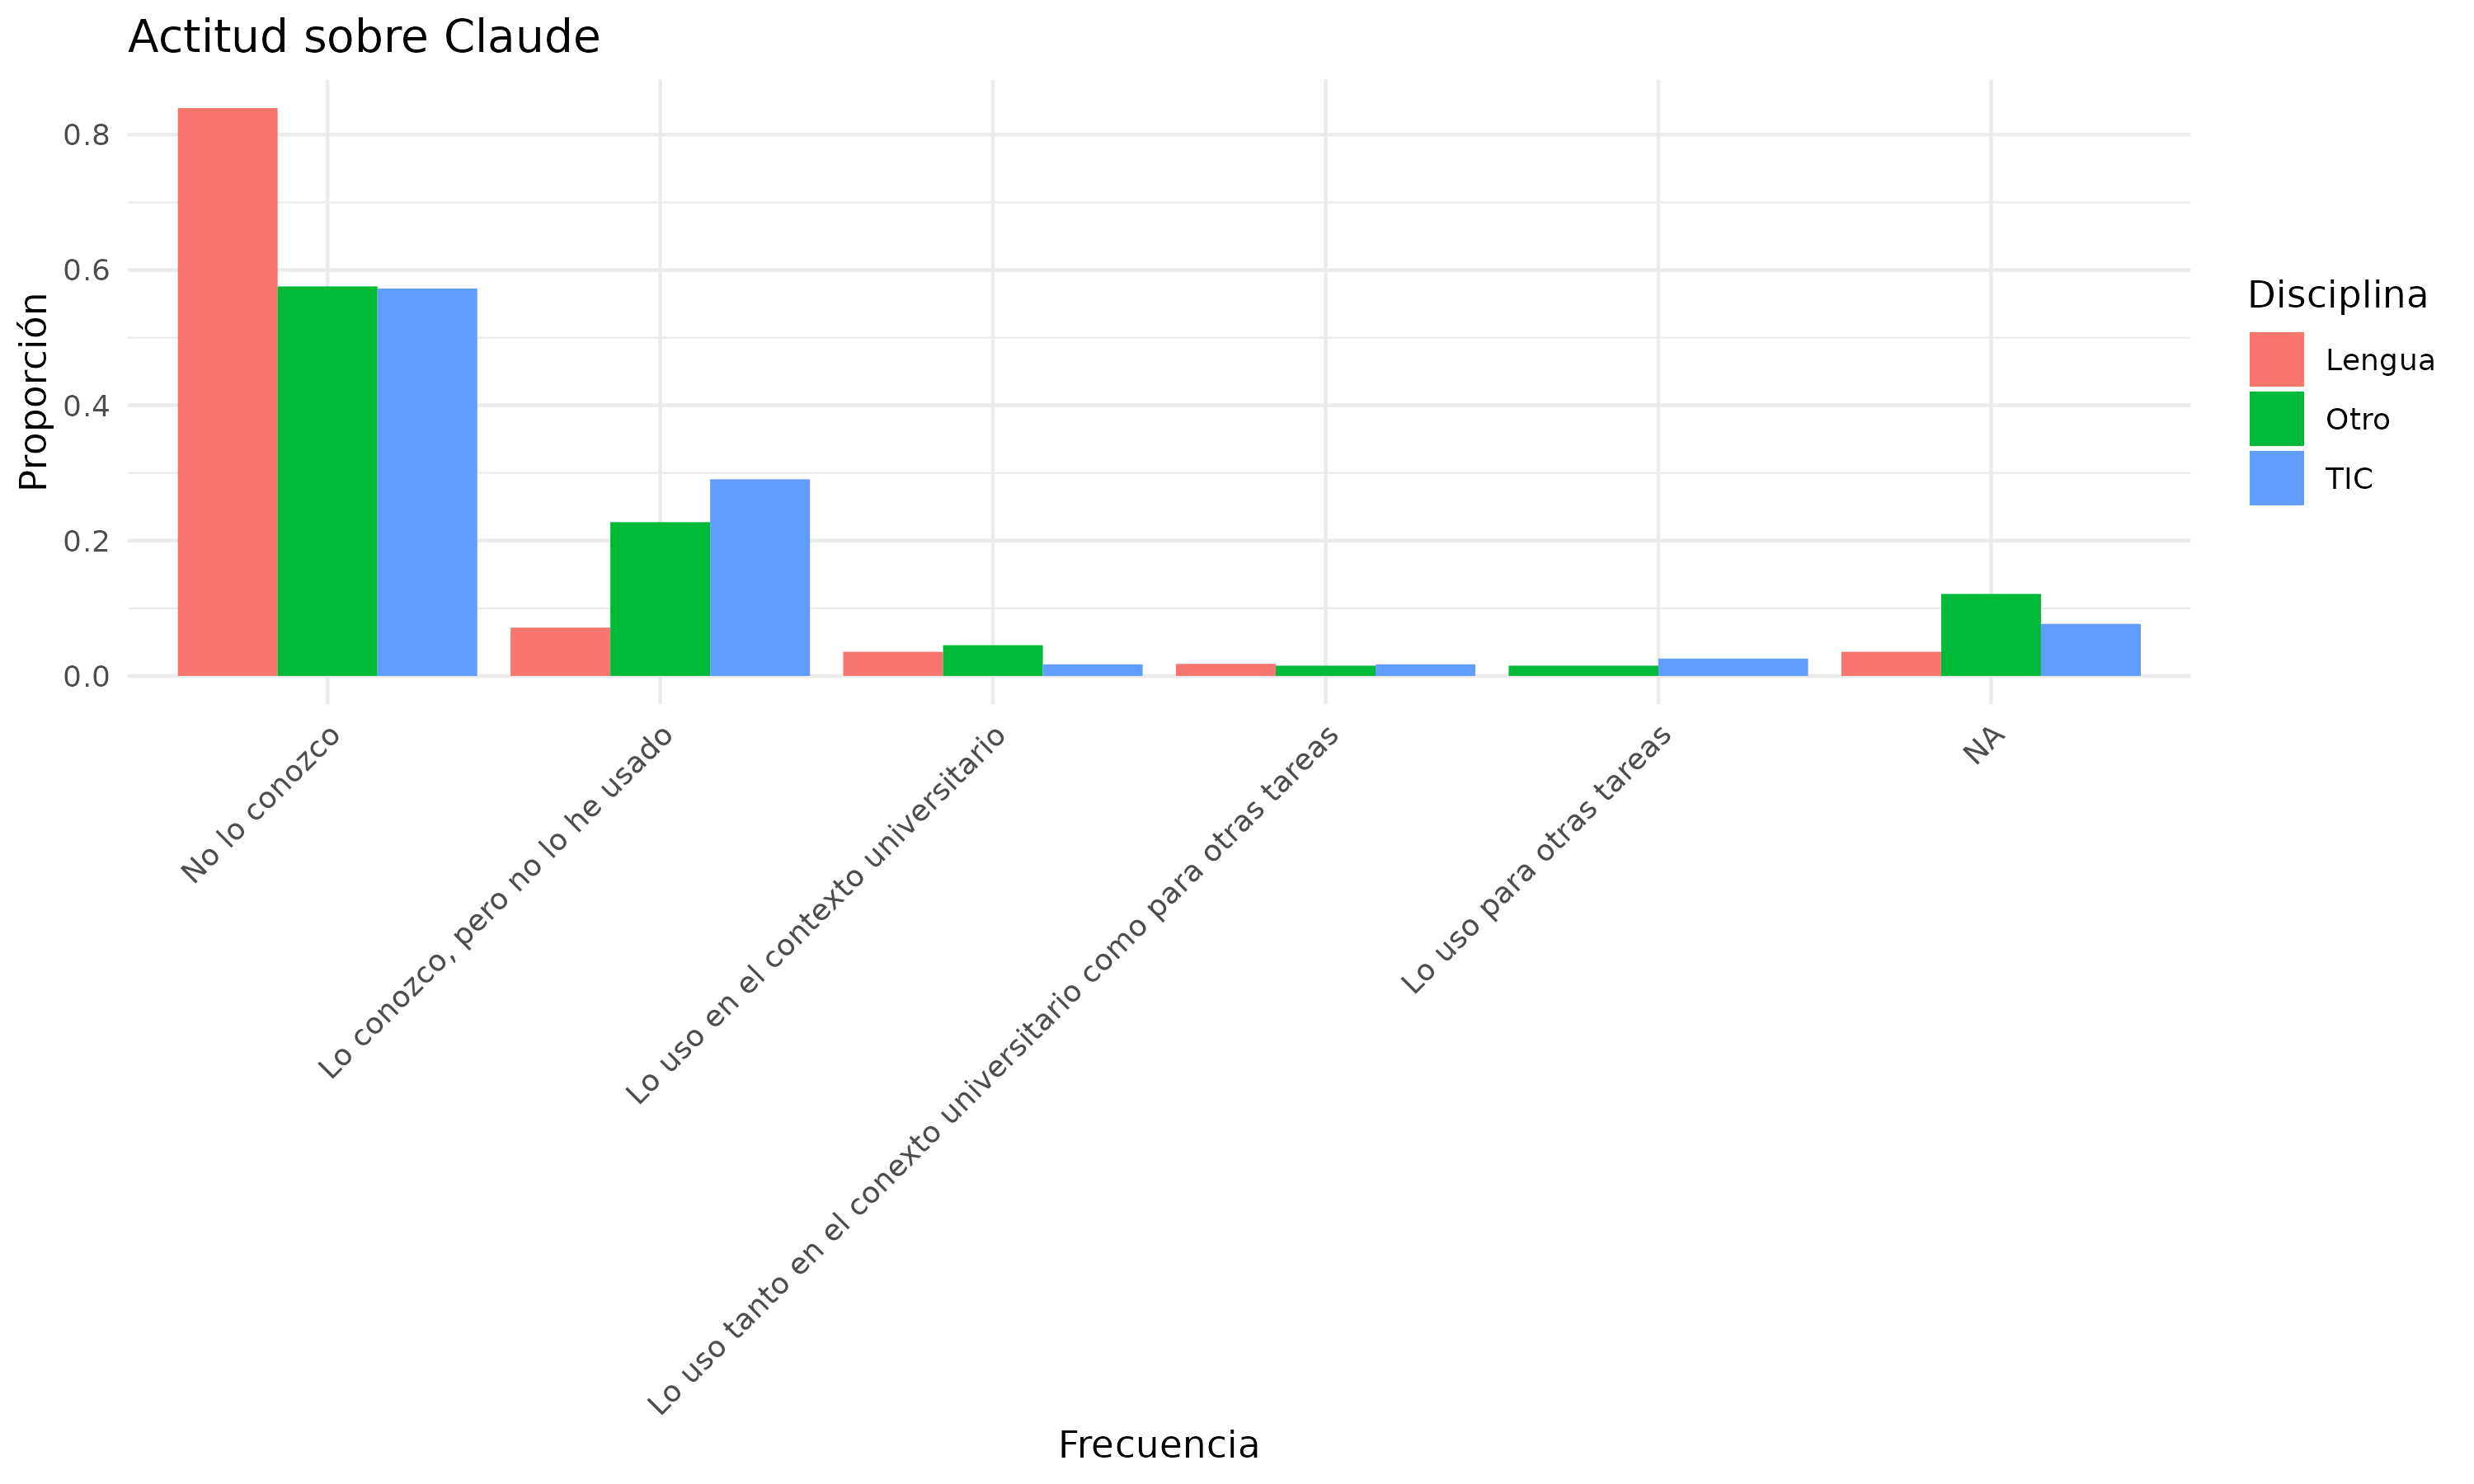 Actitud sobre Claude
Proporción
0.8
0.6
0.4
0.2
0.0
No lo conozco
Lo conozco, pero no lo he usado
Lo uso en el contexto universitario
Lo uso tanto en el conexto universitario como para otras tareas
Lo uso para otras tareas
NA
Frecuencia
Disciplina
Lengua
Otro
TIC